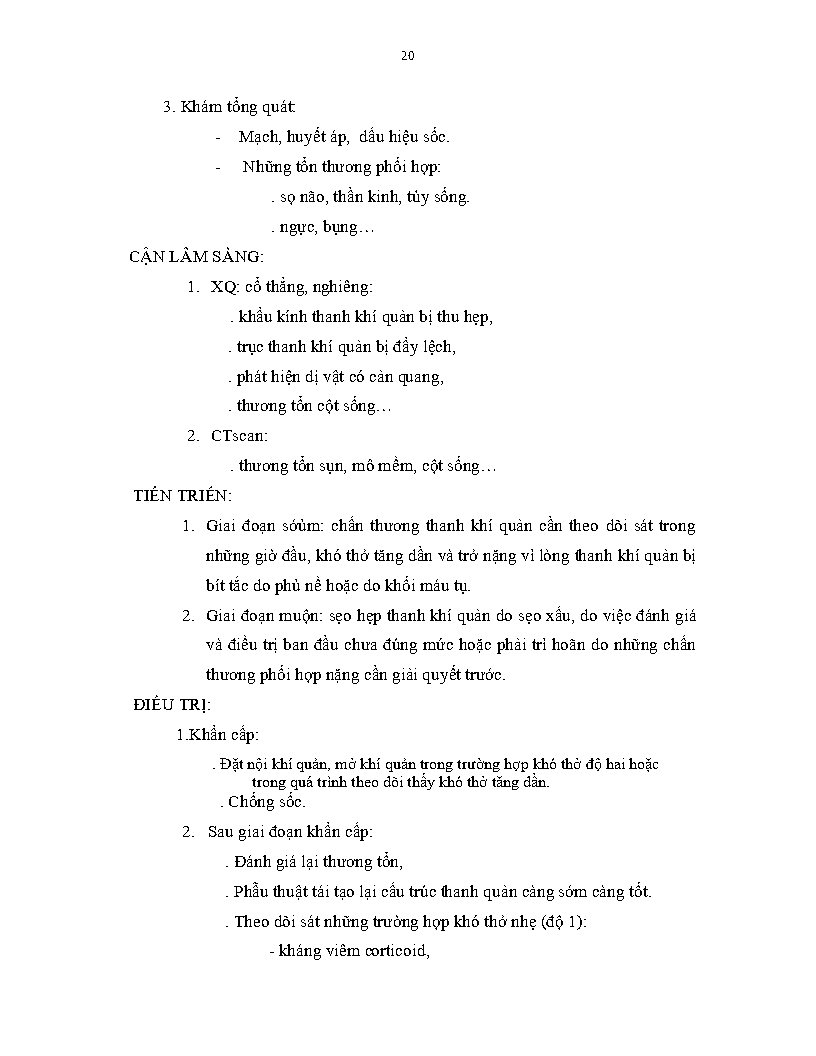 20
3. Khám tổng quát:
- Mạch, huyết áp, dấu hiệu sốc.
- Những tổn thương phối hợp:
. sọ não, thần kinh, tủy sống.
. ngực, bụng…
CẬN LÂM SÀNG:
1. XQ: cổ thẳng, nghiêng:
. khẩu kính thanh khí quản bị thu hẹp,
. trục thanh khí quản bị đẩy lệch,
. phát hiện dị vật có cản quang,
. thương tổn cột sống…
2. CTscan:
. thương tổn sụn, mô mềm, cột sống…
TIẾN TRIỂN:
1. Giai đoạn sớùm: chấn thương thanh khí quản cần theo dõi sát trong
những giờ đầu, khó thở tăng dần và trở nặng vì lòng thanh khí quản bị
bít tắc do phù nề hoặc do khối máu tụ.
2. Giai đoạn muộn: sẹo hẹp thanh khí quản do sẹo xấu, do việc đánh giá
và điều trị ban đầu chưa đúng mức hoặc phải trì hoãn do những chấn
thương phối hợp nặng cần giải quyết trước.
ĐIỀU TRỊ:
1.Khẩn cấp:
. Đặt nội khí quản, mở khí quản trong trường hợp khó thở độ hai hoặc
trong quá trình theo dõi thấy khó thở tăng dần.
. Chống sốc.
2. Sau giai đoạn khẩn cấp:
. Đánh giá lại thương tổn,
. Phẫu thuật tái tạo lại cấu trúc thanh quản càng sớm càng tốt.
. Theo dõi sát những trường hợp khó thở nhẹ (độ 1):
- kháng viêm corticoid,